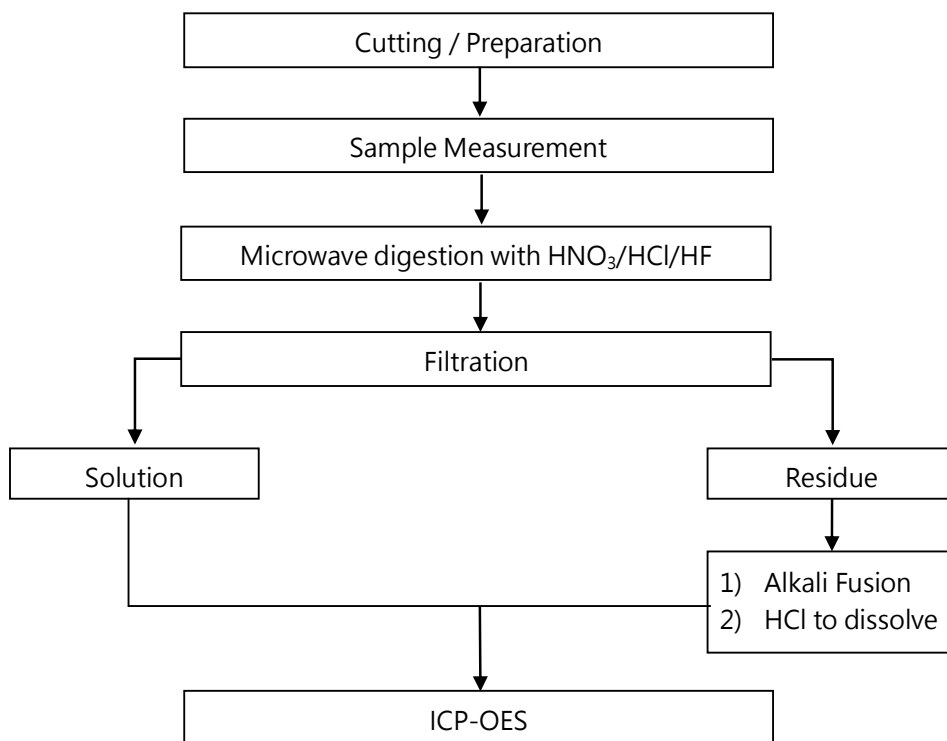 Cutting / Preparation
Sample Measurement
Microwave digestion with HNO₃/HCl/HF
Filtration
Solution
Residue
1) Alkali Fusion
2) HCl to dissolve
ICP-OES